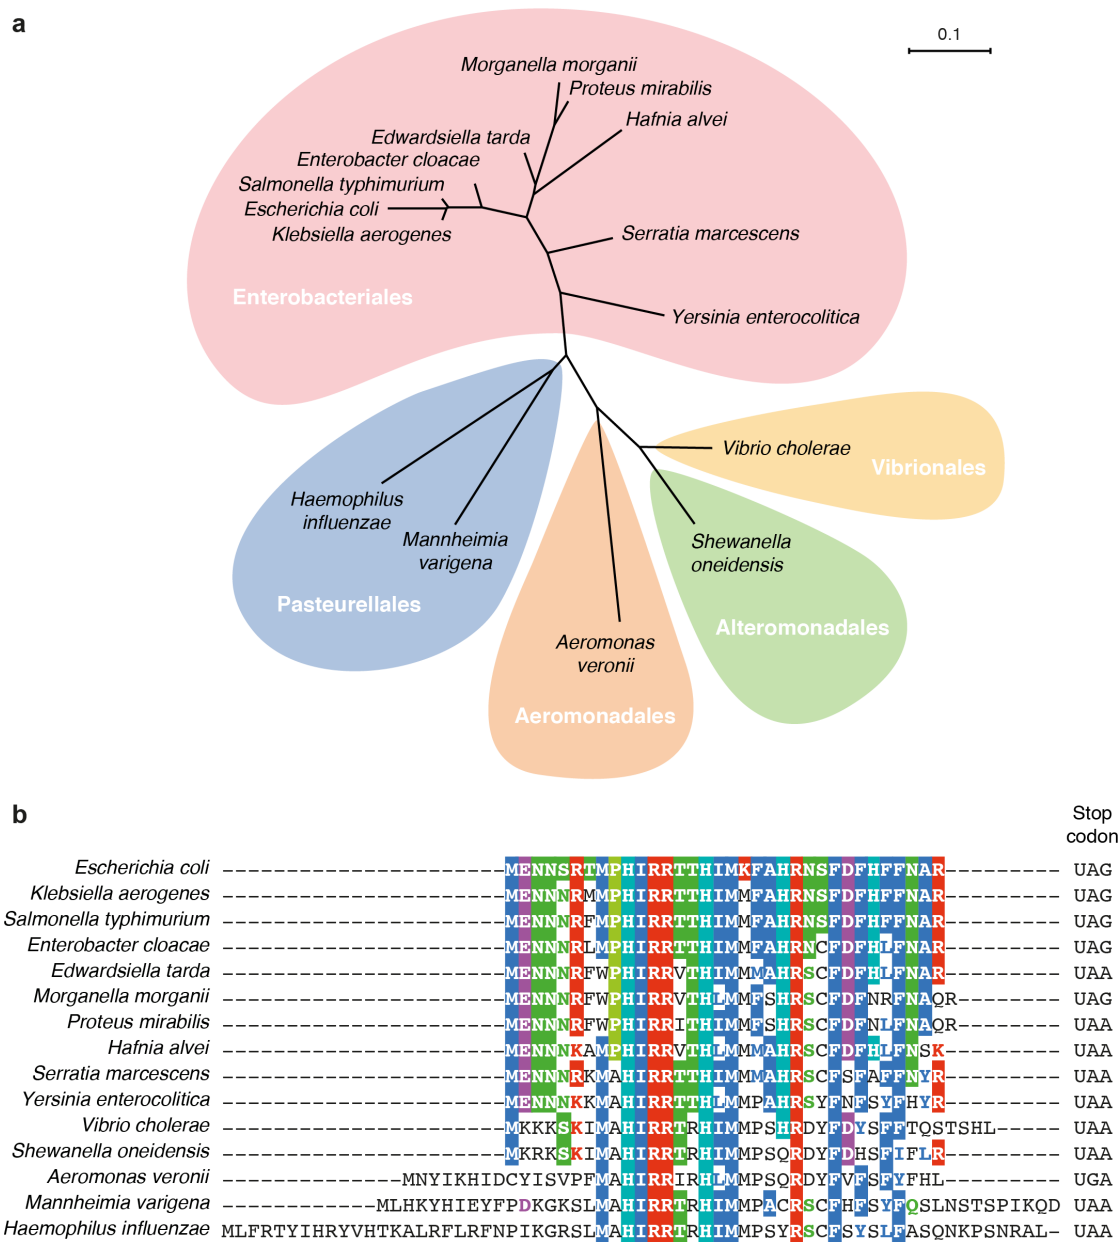 a
0.1
Morganella morganii
Proteus mirabilis
Hafnia alvei
Edwardsiella tarda
Enterobacter cloacae
Salmonella typhimurium
Escherichia coli
Klebsiella aerogenes
Serratia marcescens
Enterobacteriales
Yersinia enterocolitica
Vibrio cholerae
Vibrionales
Haemophilus
influenzae
Mannheimia
varigena
Shewanella
oneidensis
Pasteurellales
Alteromonadales
Aeromonas
veronii
Aeromonadales
b
Stop
codon
Escherichia coli ----------------------MENNSRTMPHIRRTTHIMKFAHRNSFDFHFFNAR--------- UAG
Klebsiella aerogenes ----------------------MENNNRMMPHIRRTTHIMMFAHRNSFDFHFFNAR--------- UAG
Salmonella typhimurium ----------------------MENNNRFMPHIRRTTHIMMFAHRNSFDFHFFNAR--------- UAG
Enterobacter cloacae ----------------------MENNNRLMPHIRRTTHIMMFAHRNCFDFHLFNAR--------- UAG
Edwardsiella tarda ----------------------MENNNRFWPHIRRVTHIMMMAHRSCFDFHLFNAR--------- UAA
Morganella morganii ----------------------MENNNRFWPHIRRVTHLMMFSHRSCFDFNRFNAQR-------- UAG
Proteus mirabilis ----------------------MENNNRFWPHIRRITHIMMFSHRSCFDFNLFNAQR-------- UAA
Hafnia alvei ----------------------MENNNKAMPHIRRVTHLMMMAHRSCFDFHLFNSK--------- UAA
Serratia marcescens ----------------------MENNNRKMAHIRRTTHIMMMAHRSCFSFAFFNYR--------- UAA
Yersinia enterocolitica ----------------------MENNNKKMAHIRRTTHLMMPAHRSYFNFSYFHYR--------- UAA
Vibrio cholerae ----------------------MKKKSKIMAHIRRTRHIMMPSHRDYFDYSFFTQSTSHL----- UAA
Shewanella oneidensis ----------------------MKRKSKIMAHIRRTRHIMMPSQRDYFDHSFIFLR--------- UAA
Aeromonas veronii --------------MNYIKHIDCYISVPFMAHIRRIRHLMMPSQRDYFVFSFYFHL--------- UGA
Mannheimia varigena ------------MLHKYHIEYFPDKGKSLMAHIRRTRHIMMPACRSCFHFSYFQSLNSTSPIKQD UAA
Haemophilus influenzae MLFRTYIHRYVHTKALRFLRFNPIKGRSLMAHIRRTRHIMMPSYRSCFSYSLFASQNKPSNRAL- UAA